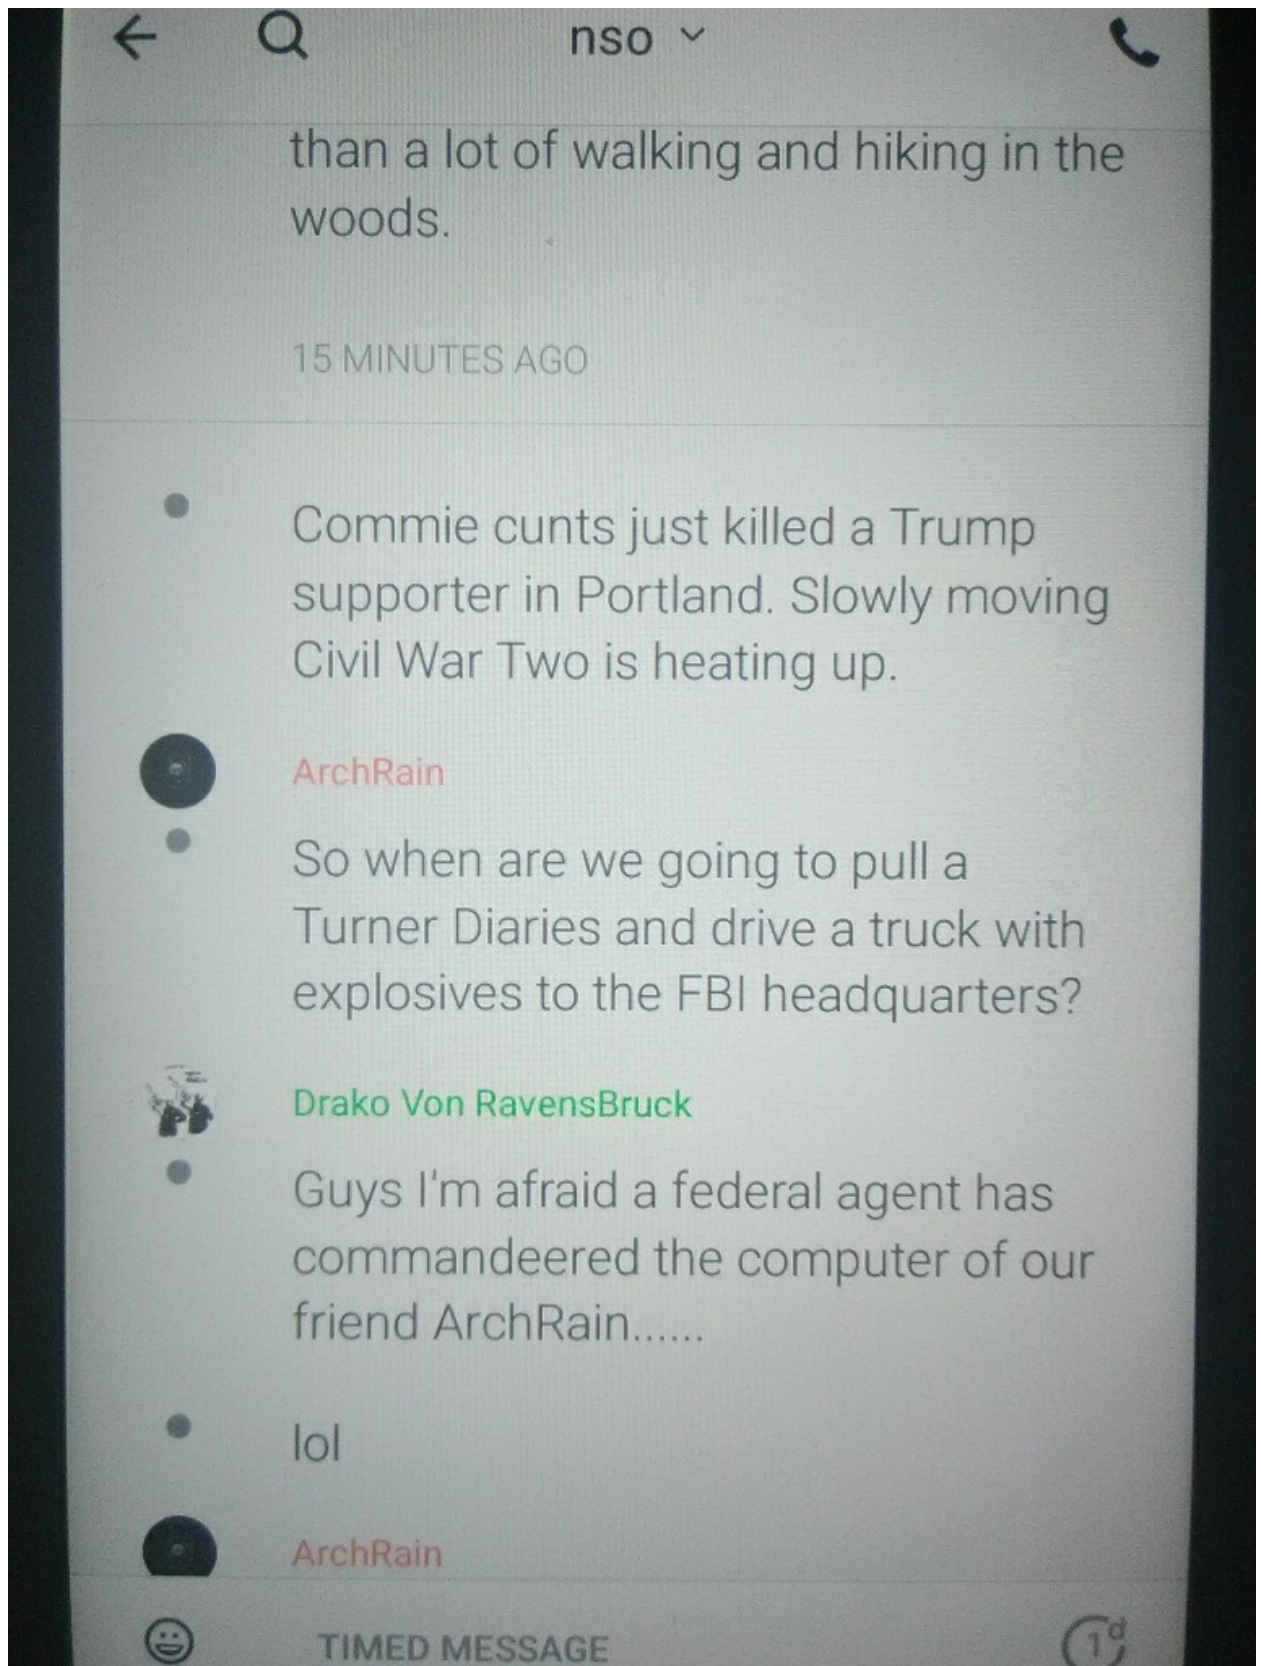 nso
than a lot of walking and hiking in the
woods.
15 MINUTES AGO
Commie cunts just killed a Trump
supporter in Portland. Slowly moving
Civil War Two is heating up.
ArchRain
So when are we going to pull a
Turner Diaries and drive a truck with
explosives to the FBI headquarters?
Drako Von RavensBruck
Guys I'm afraid a federal agent has
commandeered the computer of our
friend ArchRain......
lol
ArchRain
TIMED MESSAGE
1d